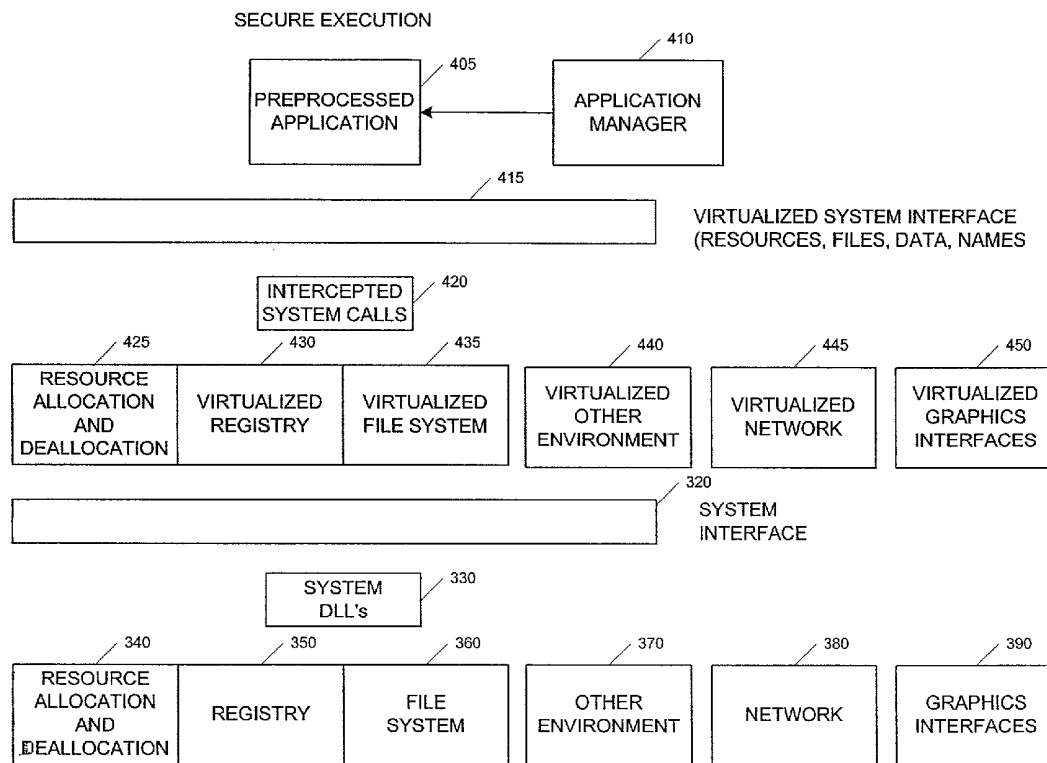 SECURE EXECUTION
410
405
PREPROCESSED
APPLICATION
APPLICATION
MANAGER
415
VIRTUALIZED SYSTEM INTERFACE
(RESOURCES, FILES, DATA, NAMES
420
INTERCEPTED
SYSTEM CALLS
425
430
435
440
445
450
RESOURCE
ALLOCATION
AND
DEALLOCATION
VIRTUALIZED
REGISTRY
VIRTUALIZED
FILE SYSTEM
VIRTUALIZED
OTHER
ENVIRONMENT
VIRTUALIZED
NETWORK
VIRTUALIZED
GRAPHICS
INTERFACES
320
SYSTEM
INTERFACE
330
SYSTEM
DLL's
340
350
360
370
380
390
RESOURCE
ALLOCATION
AND
DEALLOCATION
REGISTRY
FILE
SYSTEM
OTHER
ENVIRONMENT
NETWORK
GRAPHICS
INTERFACES